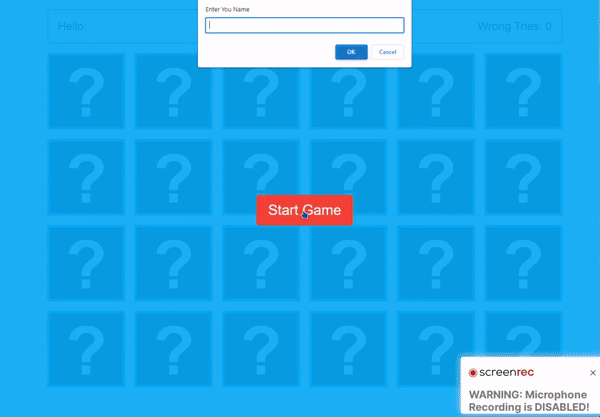 Enter You Name
OK
Cancel
Hello:
Wrong Tries: 0
? ? ? ? ? ?
? ? ? ? ? ?
Start Game
? ? ? ? ? ?
? ? ? ? ? ?
screenrec
WARNING: Microphone
Recording is DISABLED!